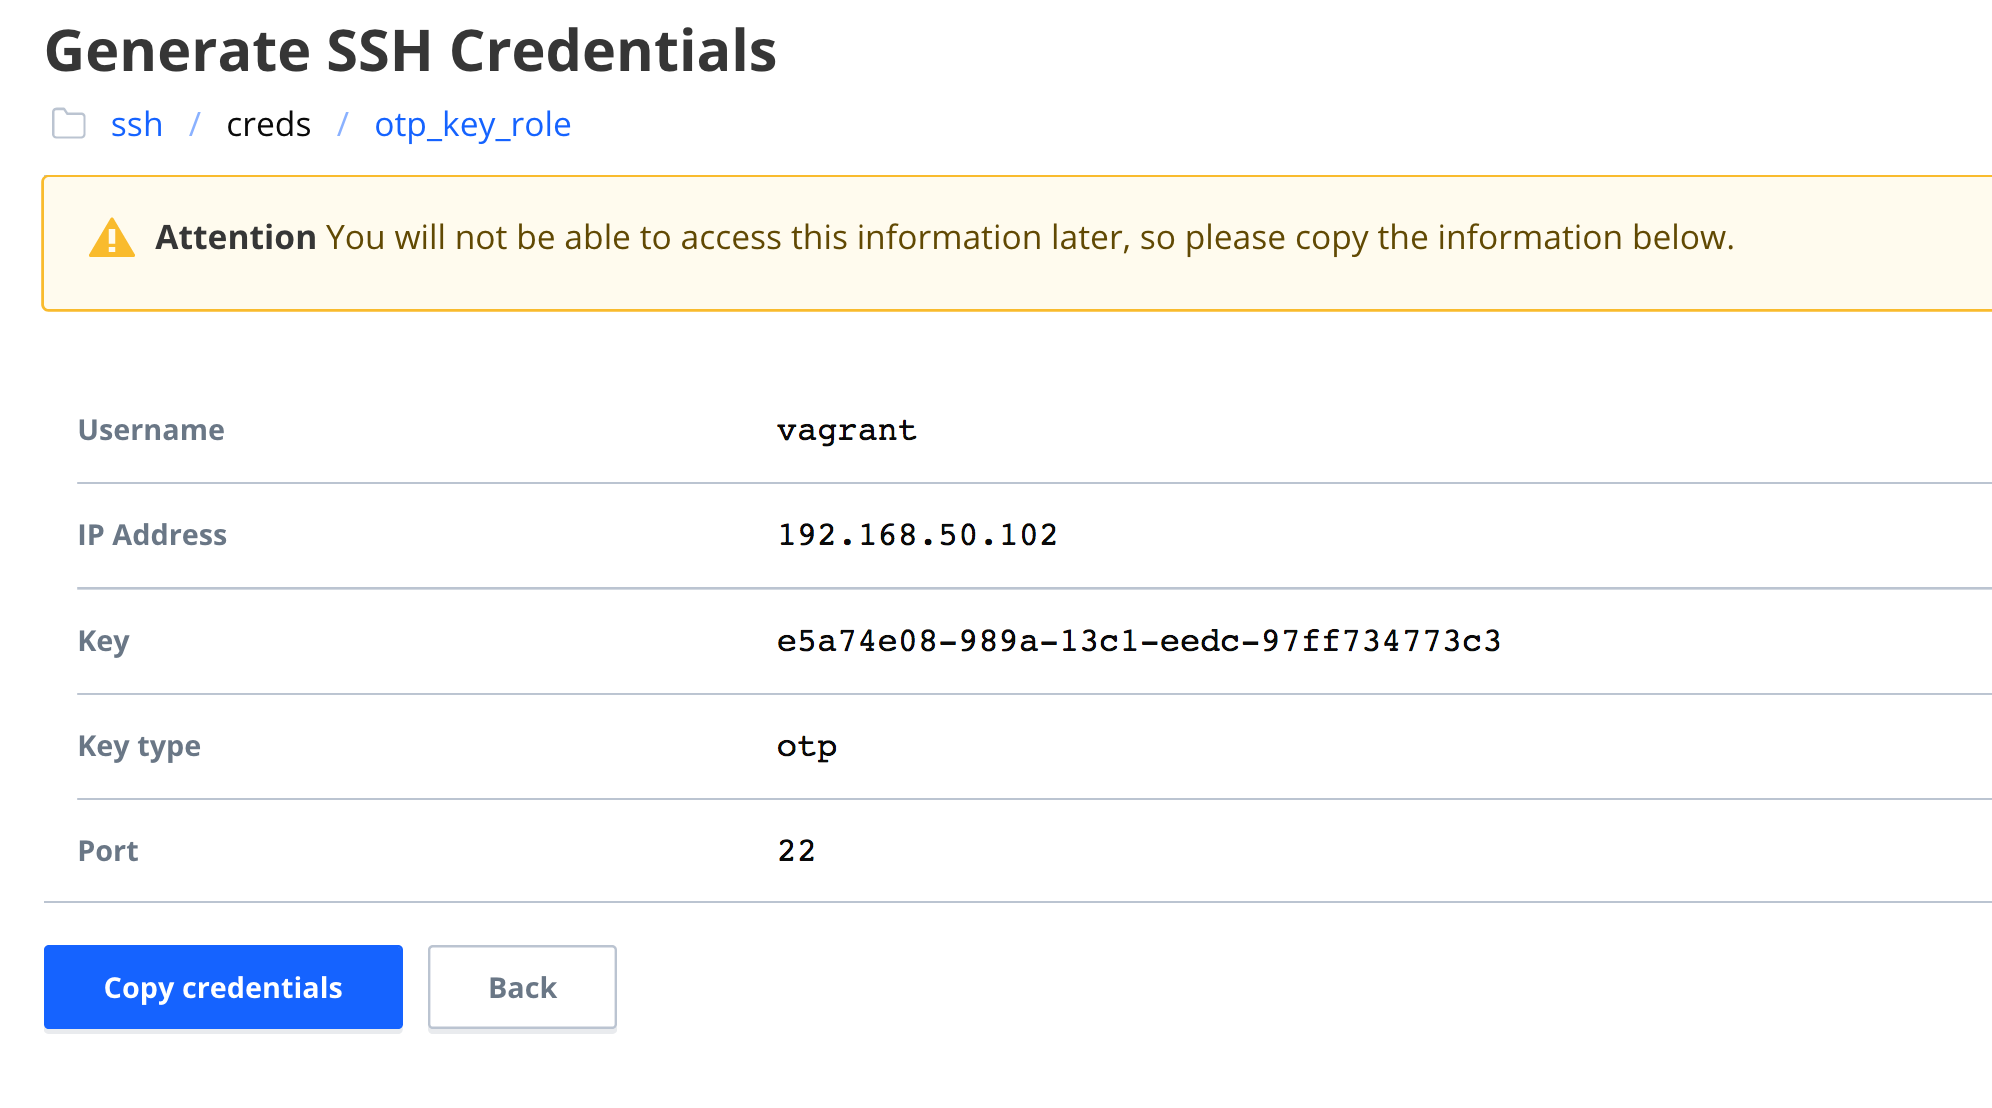 Generate SSH Credentials
ssh / creds / otp_key_role
Attention You will not be able to access this information later, so please copy the information below.
Username vagrant
IP Address 192.168.50.102
Key e5a74e08-989a-13c1-eedc-97ff734773c3
Key type otp
Port 22
Copy credentials Back